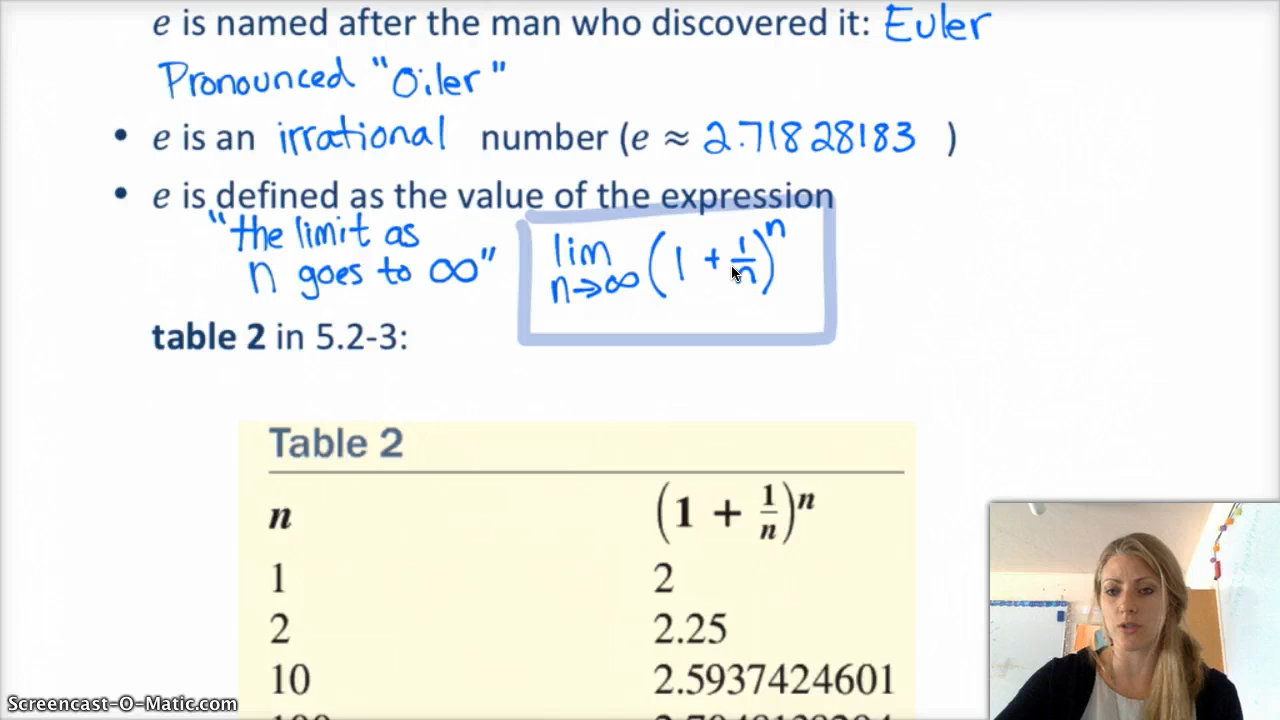 e is named after the man who discovered it: Euler
Pronounced "Oiler"
• e is an irrational number (e ≈ 2.71828183 )
• e is defined as the value of the expression
"the limit as
n goes to ∞"
lim n→∞ (1 + 1/n)^n
table 2 in 5.2-3:
Table 2
n (1 + 1/n)^n
1 2
2 2.25
10 2.5937424601
Screencast-O-Matic.com